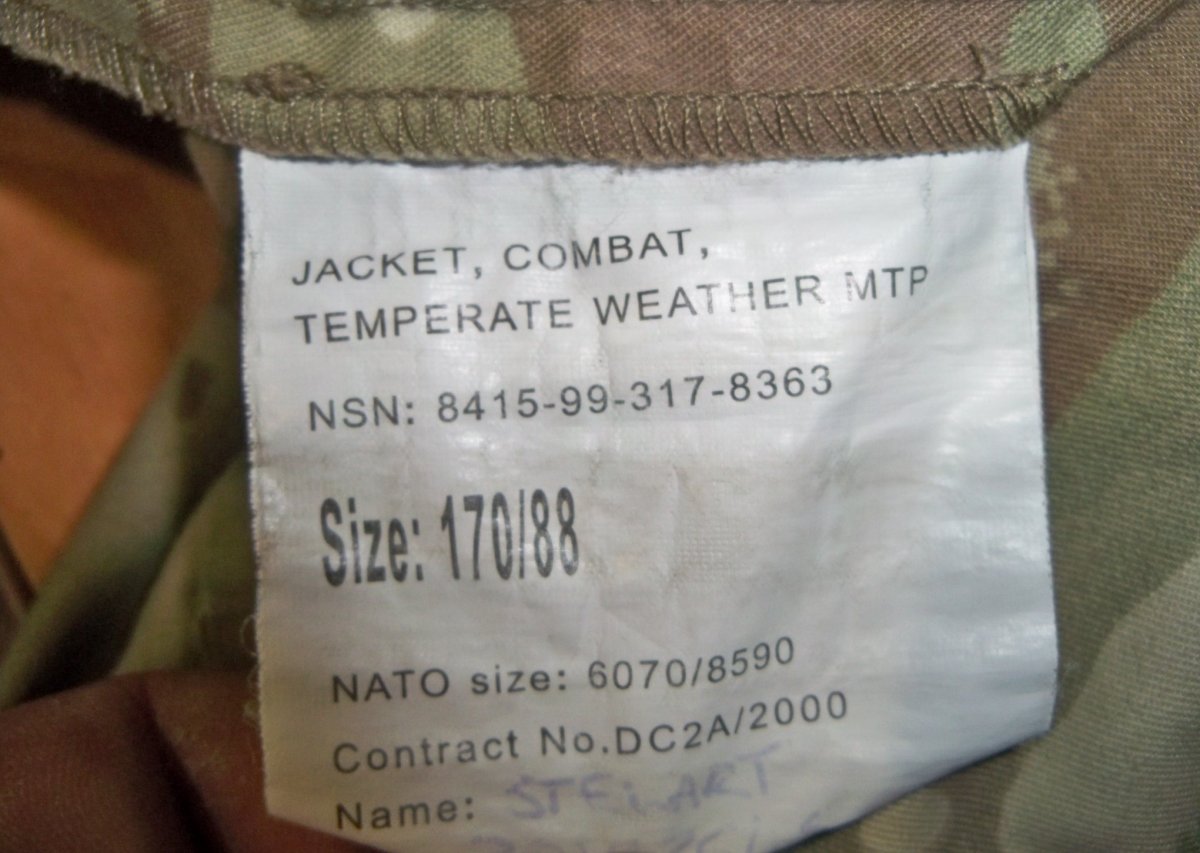 JACKET, COMBAT,
TEMPERATE WEATHER MTP
NSN: 8415-99-317-8363
Size: 170/88
NATO size: 6070/8590
Contract No.DC2A/2000
Name: